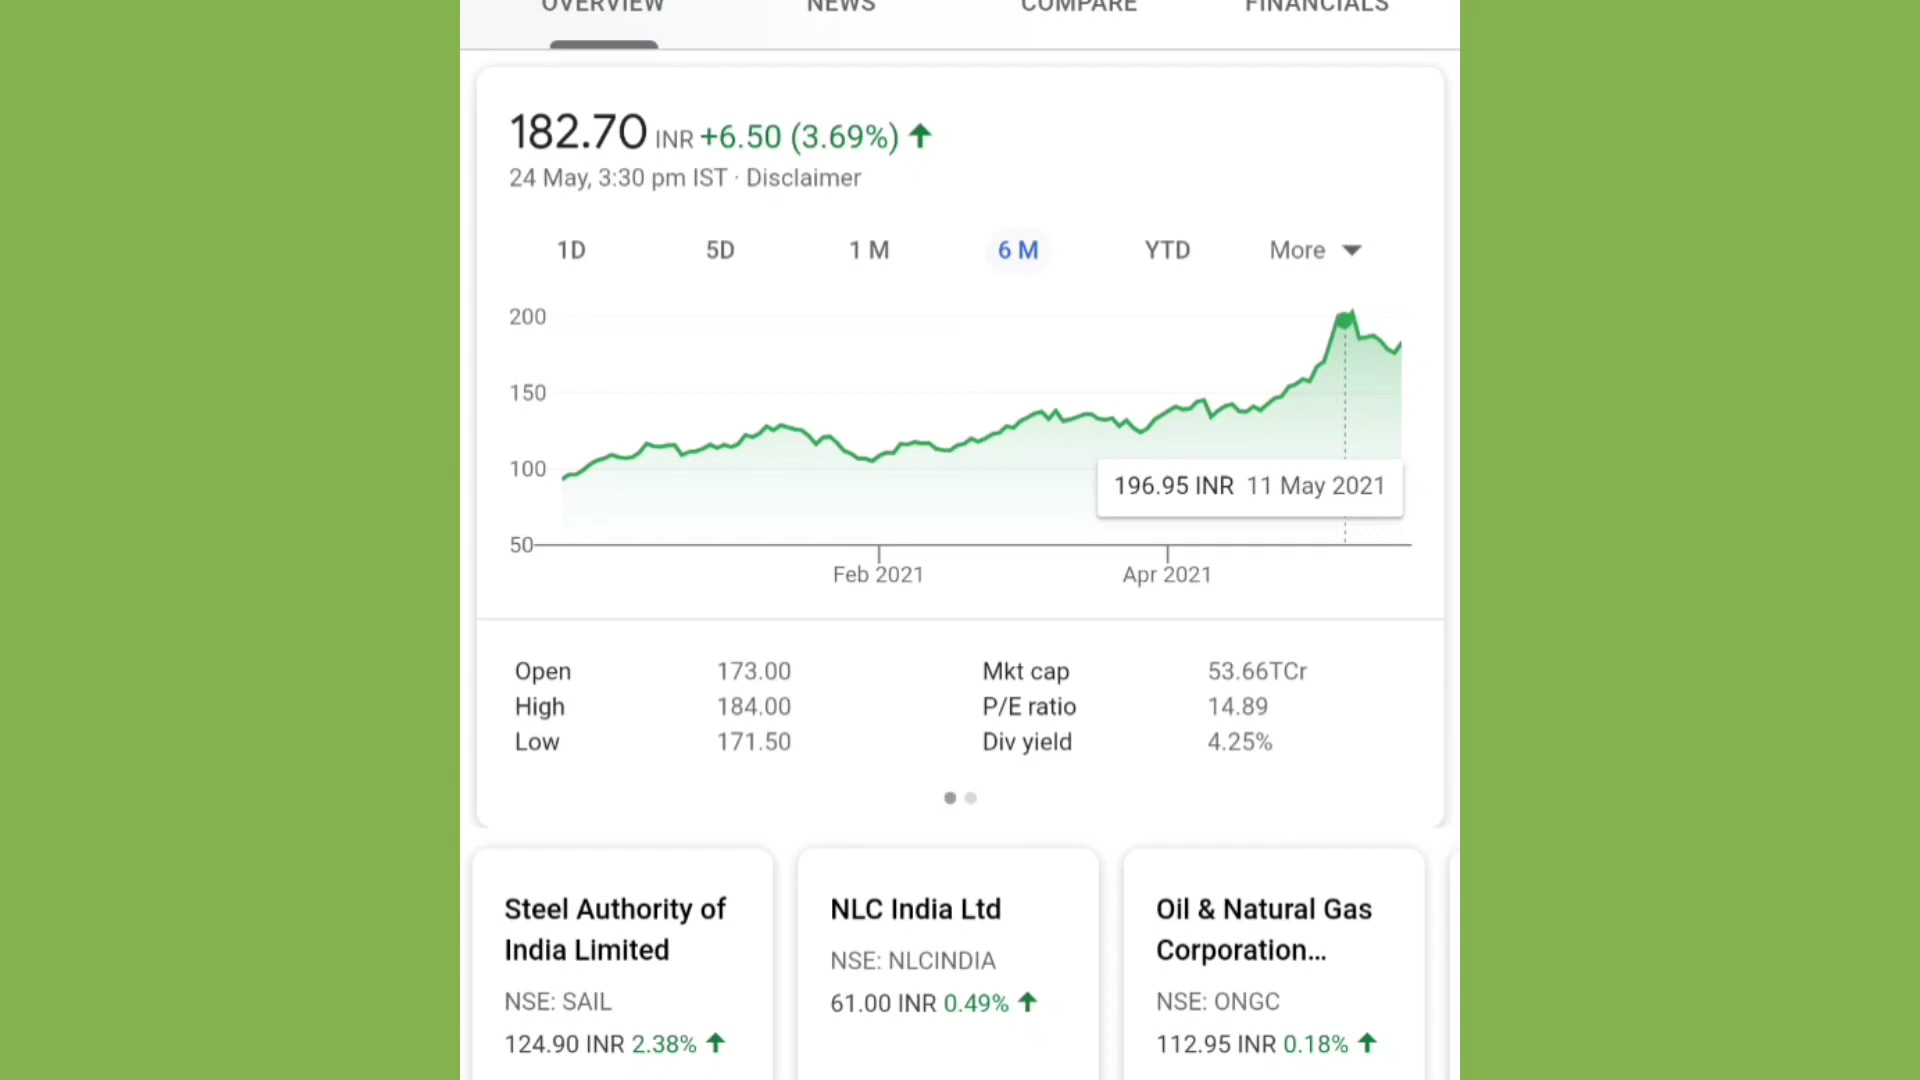 OVERVIEW NEWS COMPARE FINANCIALS
182.70 INR +6.50 (3.69%)
24 May, 3:30 pm IST · Disclaimer
1D 5D 1 M 6 M YTD More
200
150
100
196.95 INR 11 May 2021
50
Feb 2021 Apr 2021
Open 173.00 Mkt cap 53.66TCr
High 184.00 P/E ratio 14.89
Low 171.50 Div yield 4.25%
Steel Authority of
India Limited
NSE: SAIL
124.90 INR 2.38%
NLC India Ltd
NSE: NLCINDIA
61.00 INR 0.49%
Oil & Natural Gas
Corporation...
NSE: ONGC
112.95 INR 0.18%